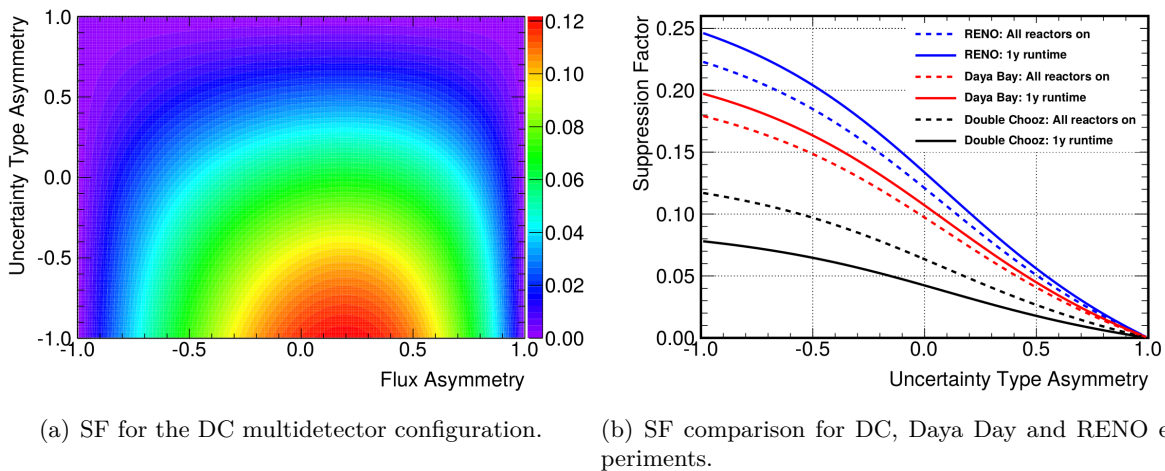 1.0
0.5
0.0
-0.5
-1.0
Uncertainty Type Asymmetry
-1.0 -0.5 0.0 0.5 1.0
Flux Asymmetry
0.12
0.10
0.08
0.06
0.04
0.02
0.00
(a) SF for the DC multidetector configuration.
0.25
0.20
0.15
0.10
0.05
0.00
Suppression Factor
RENO: All reactors on
RENO: 1y runtime
Daya Bay: All reactors on
Daya Bay: 1y runtime
Double Chooz: All reactors on
Double Chooz: 1y runtime
-1.0 -0.5 0.0 0.5 1.0
Uncertainty Type Asymmetry
(b) SF comparison for DC, Daya Day and RENO e
periments.